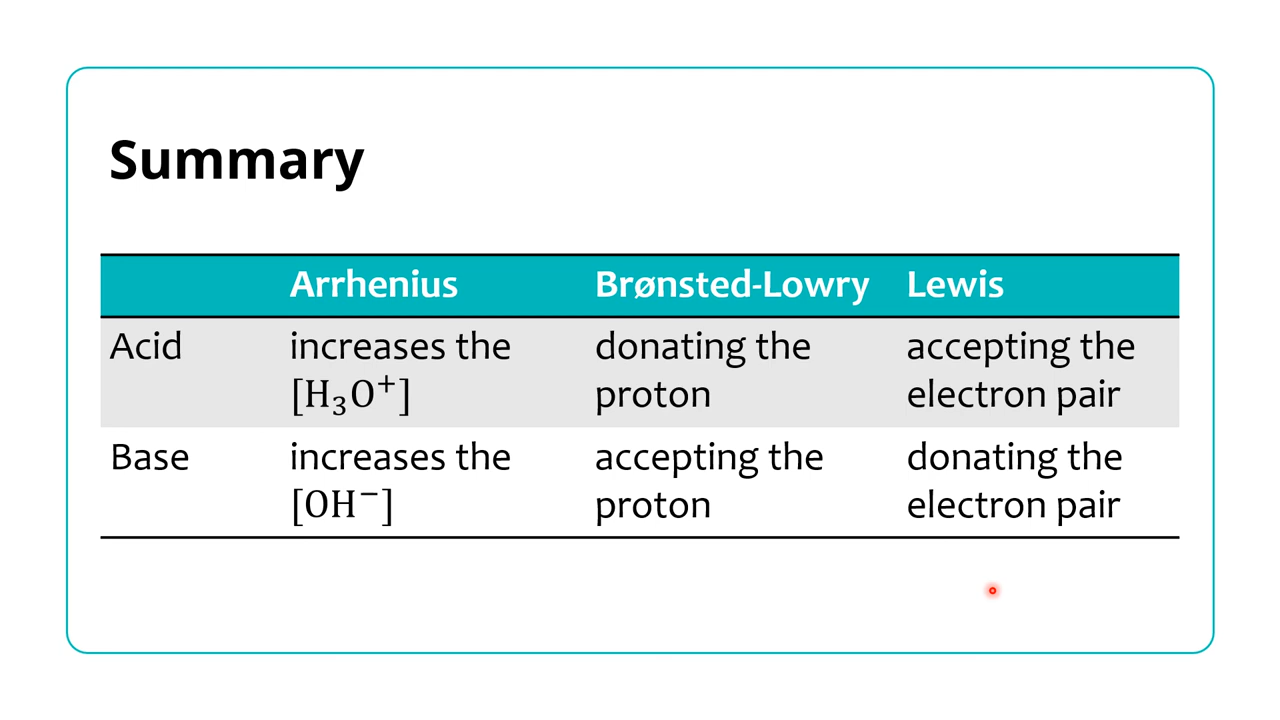 Summary
Arrhenius Brønsted-Lowry Lewis
Acid increases the donating the accepting the
[H₃O⁺] proton electron pair
Base increases the accepting the donating the
[OH⁻] proton electron pair